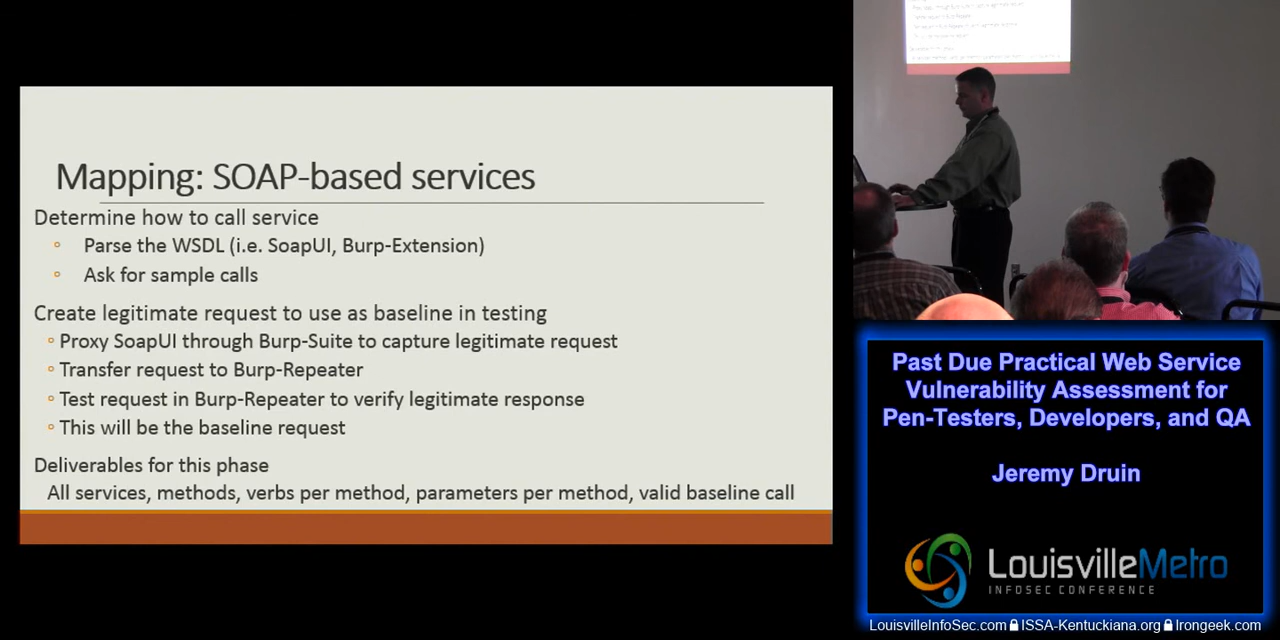 Mapping: SOAP-based services
Determine how to call service
◦ Parse the WSDL (i.e. SoapUI, Burp-Extension)
◦ Ask for sample calls
Create legitimate request to use as baseline in testing
◦ Proxy SoapUI through Burp-Suite to capture legitimate request
◦ Transfer request to Burp-Repeater
◦ Test request in Burp-Repeater to verify legitimate response
◦ This will be the baseline request
Deliverables for this phase
All services, methods, verbs per method, parameters per method, valid baseline call
Past Due Practical Web Service
Vulnerability Assessment for
Pen-Testers, Developers, and QA
Jeremy Druin
LouisvilleMetro
INFOSEC CONFERENCE
LouisvilleInfoSec.com ISSA-Kentuckiana.org Irongeek.com